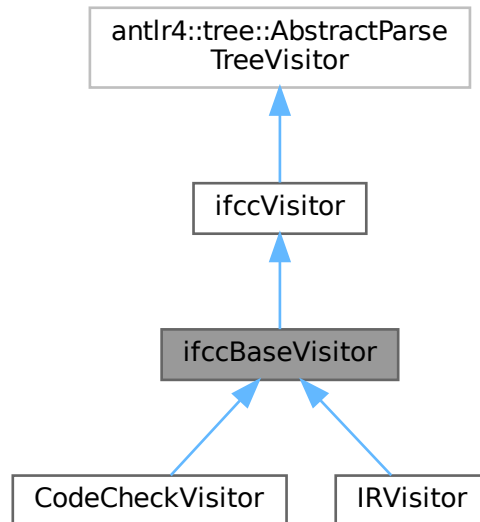 antlr4::tree::AbstractParse
TreeVisitor
ifccVisitor
ifccBaseVisitor
CodeCheckVisitor
IRVisitor